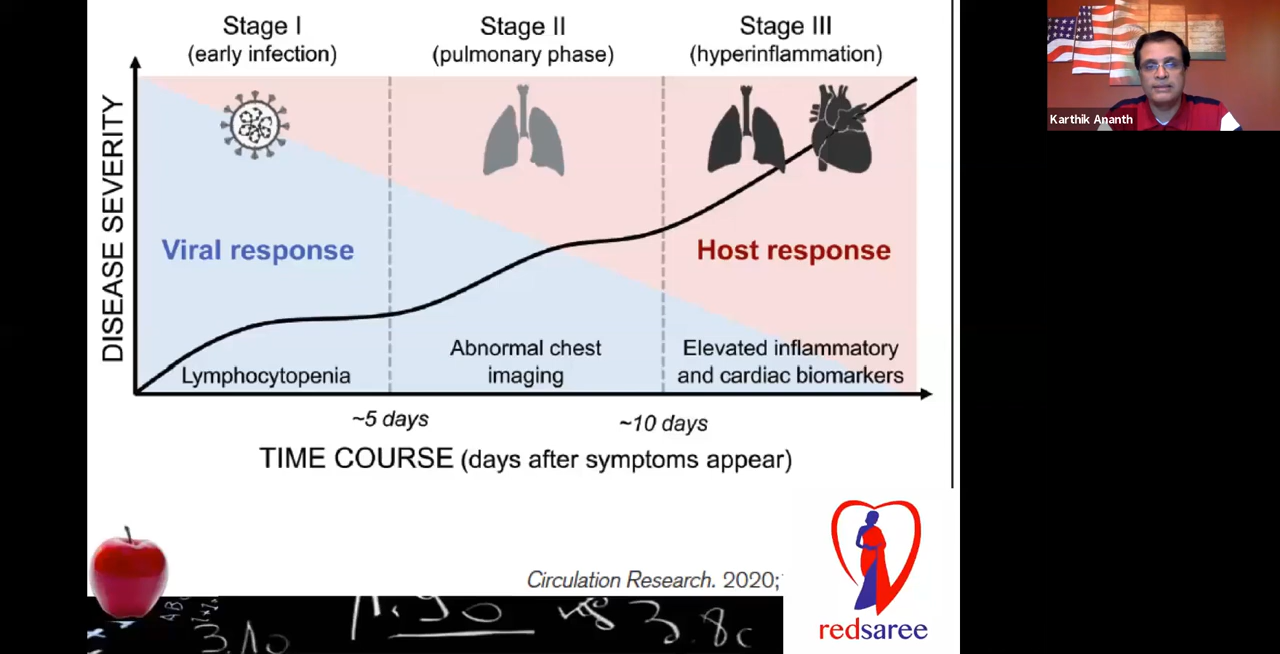 Stage I
(early infection)
Stage II
(pulmonary phase)
Stage III
(hyperinflammation)
DISEASE SEVERITY
Viral response
Host response
Lymphocytopenia
Abnormal chest
imaging
Elevated inflammatory
and cardiac biomarkers
~5 days
~10 days
TIME COURSE (days after symptoms appear)
Circulation Research. 2020;
redsaree
Karthik Ananth